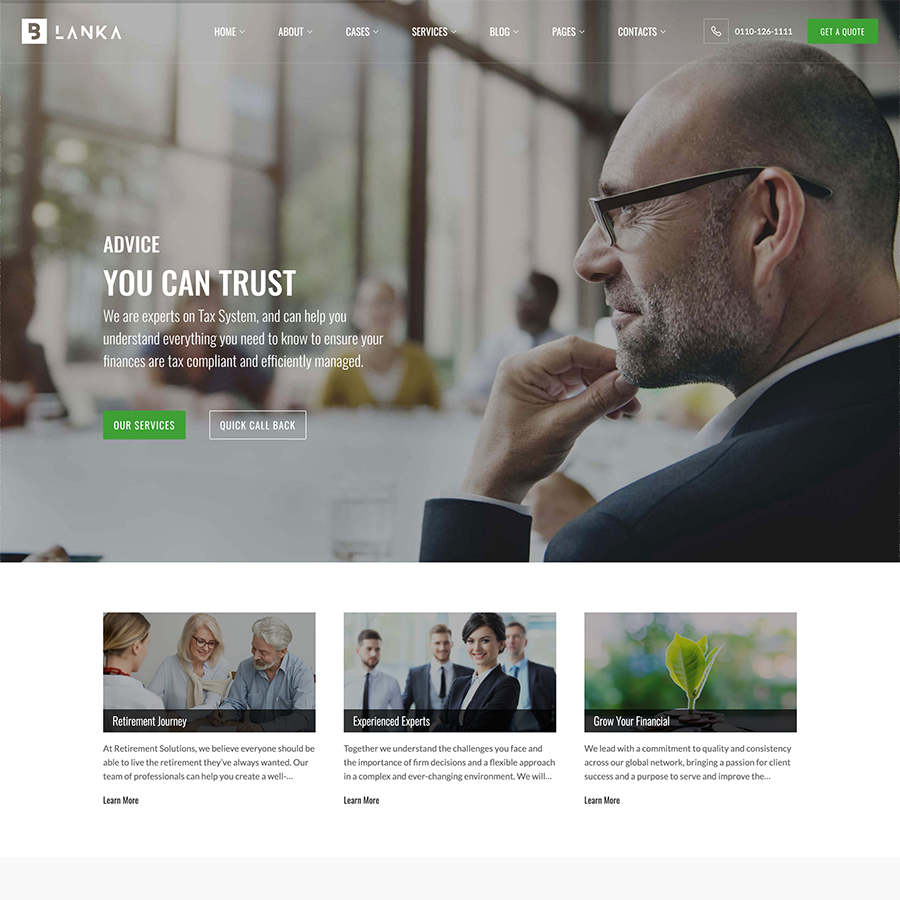 B LANKA
HOME ABOUT CASES SERVICES BLOG PAGES CONTACTS 0110-126-1111 GET A QUOTE
ADVICE
YOU CAN TRUST
We are experts on Tax System, and can help you
understand everything you need to know to ensure your
finances are tax compliant and efficiently managed.
OUR SERVICES QUICK CALL BACK
Retirement Journey
At Retirement Solutions, we believe everyone should be
able to live the retirement they've always wanted. Our
team of professionals can help you create a well-...
Learn More
Experienced Experts
Together we understand the challenges you face and
the importance of firm decisions and a flexible approach
in a complex and ever-changing environment. We will...
Learn More
Grow Your Financial
We lead with a commitment to quality and consistency
across our global network, bringing a passion for client
success and a purpose to serve and improve the...
Learn More